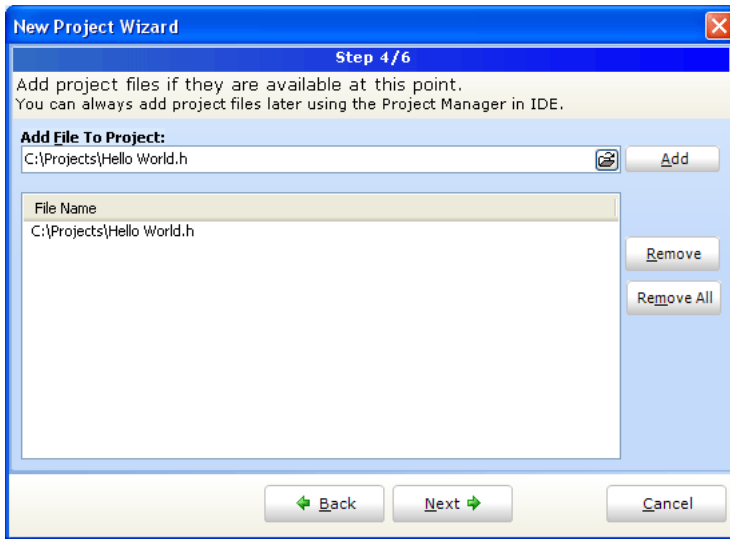 New Project Wizard
Step 4/6
Add project files if they are available at this point.
You can always add project files later using the Project Manager in IDE.
Add File To Project:
C:\Projects\Hello World.h
Add
File Name
C:\Projects\Hello World.h
Remove
Remove All
Back
Next
Cancel